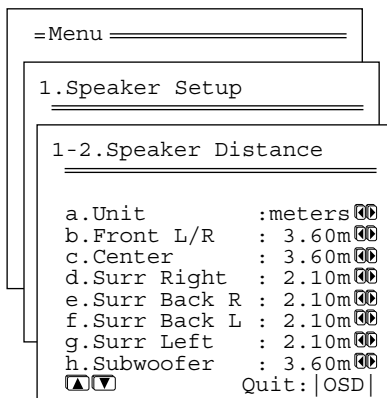 Menu
1.Speaker Setup
1-2.Speaker Distance
a.Unit :meters
b.Front L/R : 3.60m
c.Center : 3.60m
d.Surr Right : 2.10m
e.Surr Back R : 2.10m
f.Surr Back L : 2.10m
g.Surr Left : 2.10m
h.Subwoofer : 3.60m
Quit:|OSD|